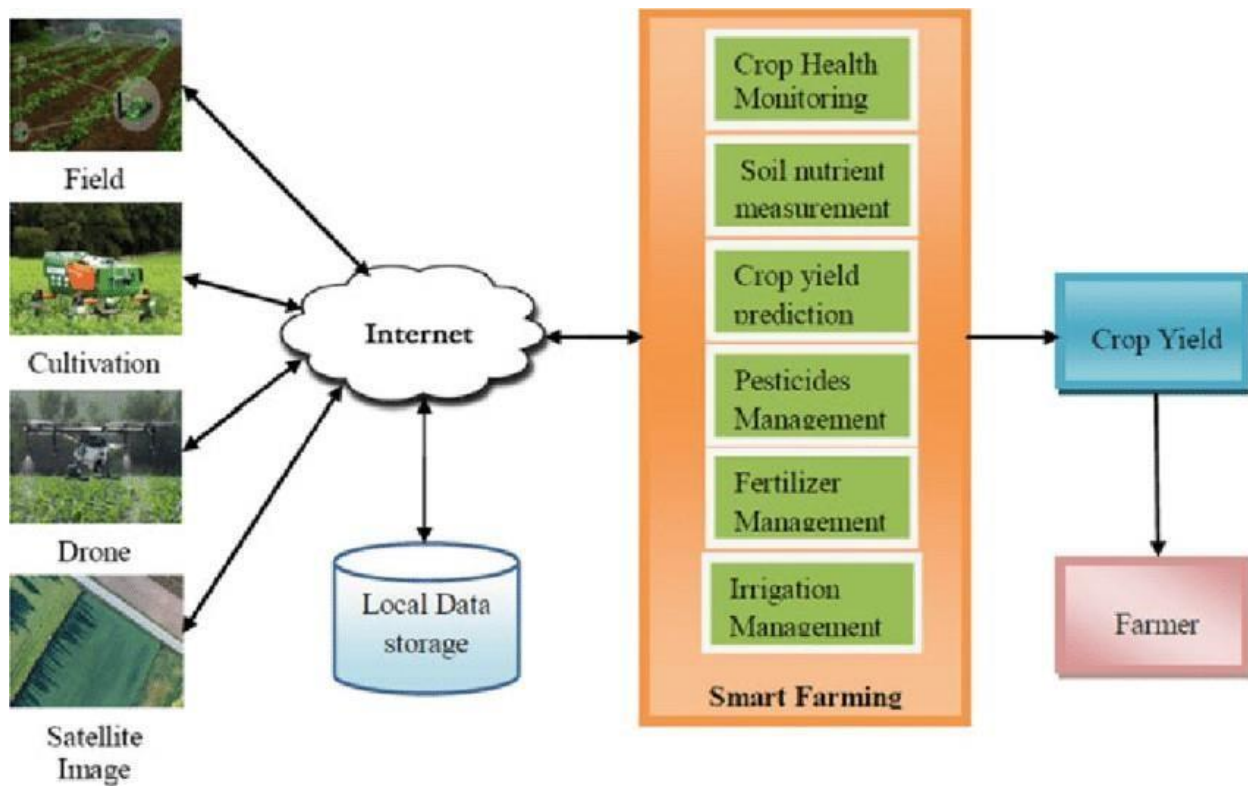 Field
Cultivation
Drone
Satellite
Image
Internet
Local Data
storage
Crop Health
Monitoring
Soil nutrient
measurement
Crop yield
prediction
Pesticides
Management
Fertilizer
Management
Irrigation
Management
Smart Farming
Crop Yield
Farmer